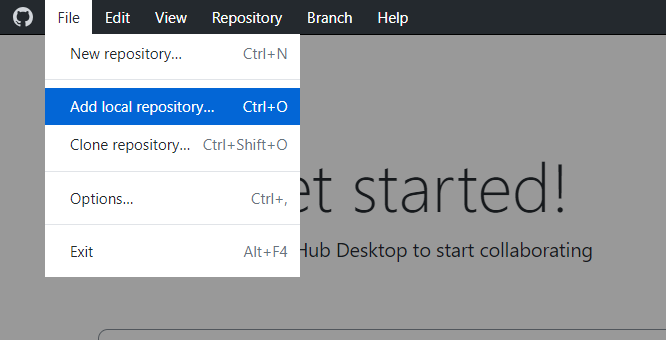 File Edit View Repository Branch Help
New repository... Ctrl+N
Add local repository... Ctrl+O
Clone repository... Ctrl+Shift+O
Options... Ctrl+,
Exit Alt+F4
et started!
Hub Desktop to start collaborating